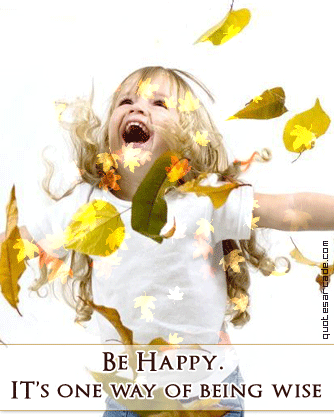 quotesarcade.com
Be Happy.
IT's one way of being wise